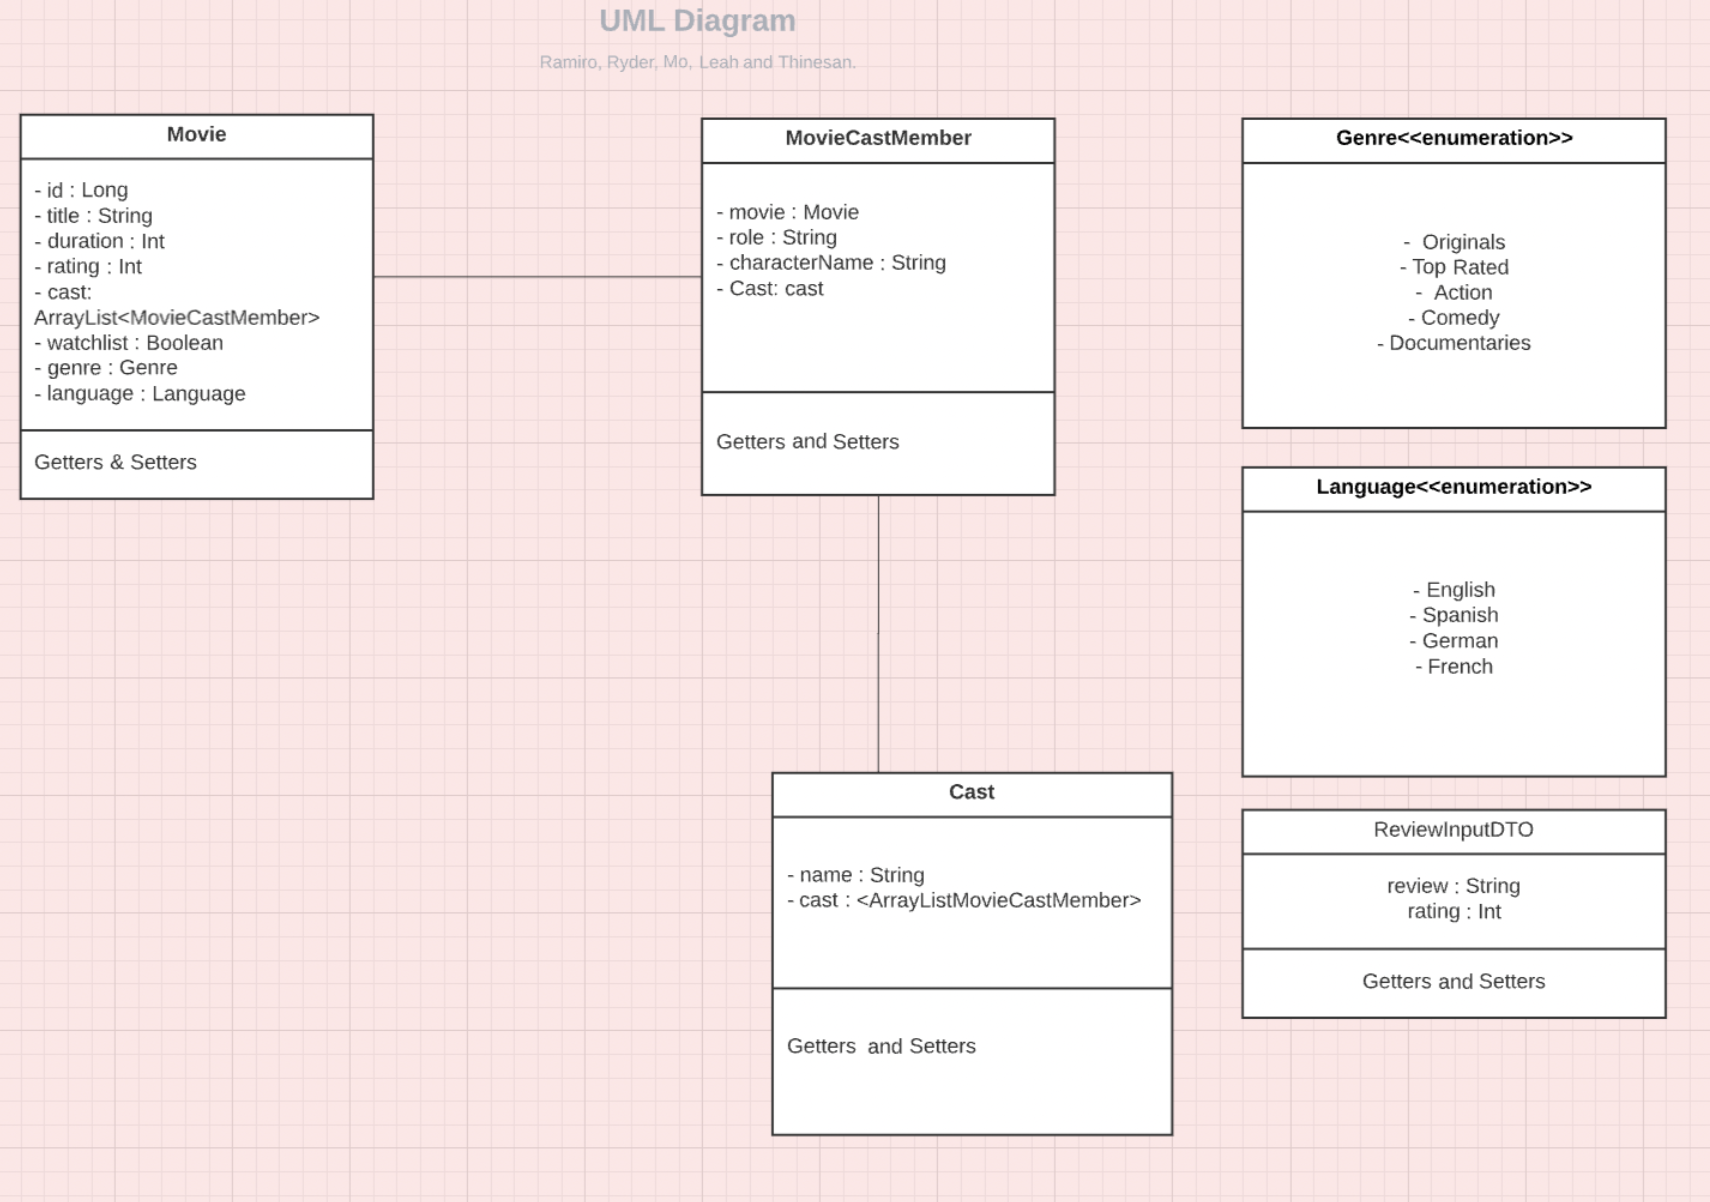 UML Diagram
Ramiro, Ryder, Mo, Leah and Thinesan.
Movie
- id : Long
- title : String
- duration : Int
- rating : Int
- cast:
ArrayList<MovieCastMember>
- watchlist : Boolean
- genre : Genre
- language : Language
Getters & Setters
MovieCastMember
- movie : Movie
- role : String
- characterName : String
- Cast: cast
Getters and Setters
Cast
- name : String
- cast : <ArrayListMovieCastMember>
Getters  and Setters
Genre<<enumeration>>
-  Originals
- Top Rated
-  Action
- Comedy
- Documentaries
Language<<enumeration>>
- English
- Spanish
- German
- French
ReviewInputDTO
review : String
rating : Int
Getters and Setters